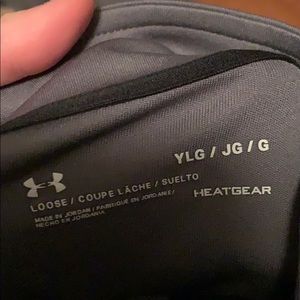 YLG / JG / G
LOOSE / COUPE LÂCHE / SUELTO
HEATGEAR
MADE IN JORDAN / FABRIQUÉ EN JORDANIE/
HECHO EN JORDANIA